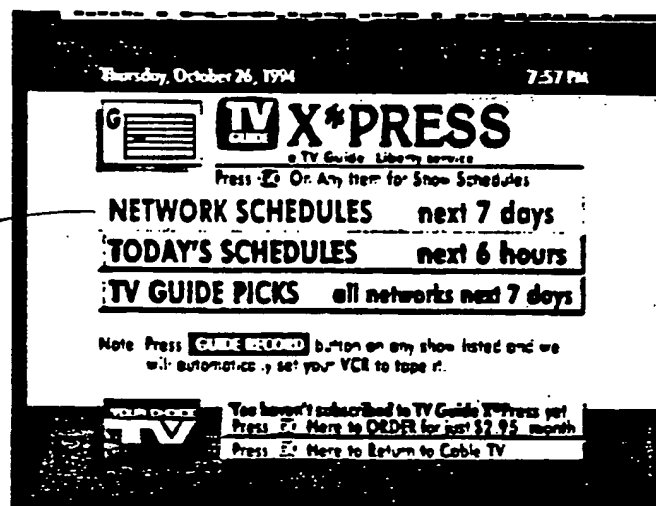 Thursday, October 26, 1994 7:57 PM
G TV GUIDE X*PRESS
a TV Guide Liberty service
Press On Any Item for Show Schedules
NETWORK SCHEDULES next 7 days
TODAY'S SCHEDULES next 6 hours
TV GUIDE PICKS all networks next 7 days
Note Press GUIDE RECORD button on any show listed and we
will automatically set your VCR to tape it.
You haven't subscribed to TV Guide X*Press yet
YOUR CHOICE TV Press Here to ORDER for just $2.95 month
Press Here to Return to Cable TV